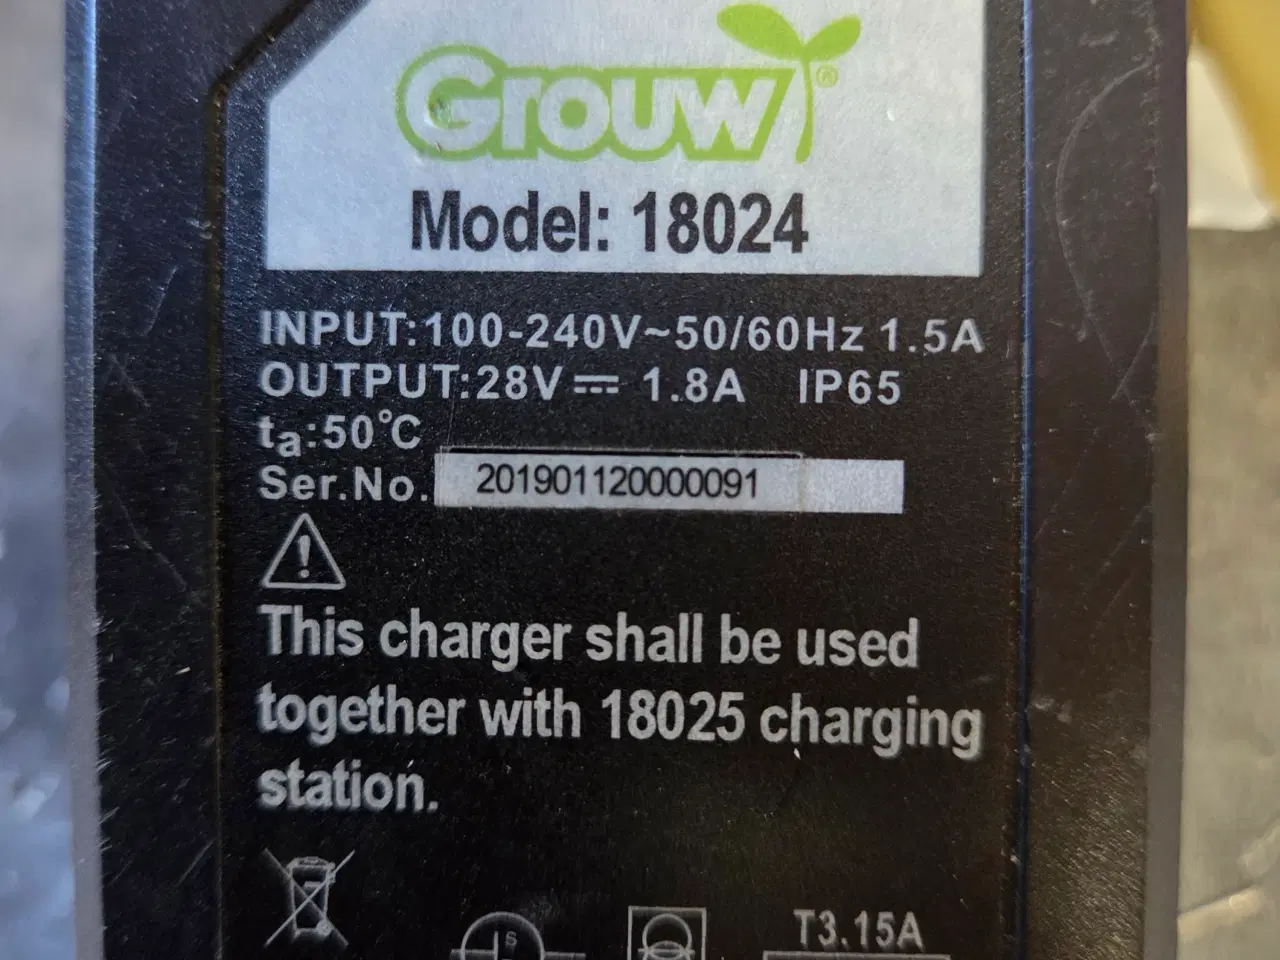 Grouw®
Model: 18024
INPUT:100-240V~50/60Hz 1.5A
OUTPUT:28V⎓ 1.8A IP65
ta:50°C
Ser.No. 201901120000091
This charger shall be used
together with 18025 charging
station.
S
T3.15A